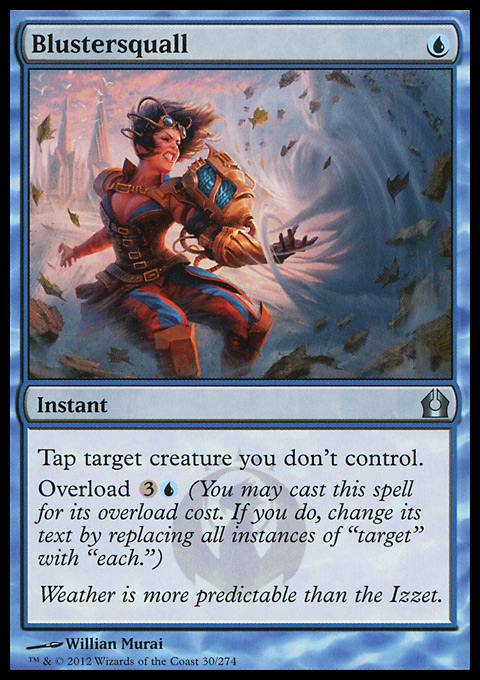 Blustersquall
Instant
Tap target creature you don't control.
Overload 3 (You may cast this spell
for its overload cost. If you do, change its
text by replacing all instances of “target”
with “each.”)
Weather is more predictable than the Izzet.
Willian Murai
™ & © 2012 Wizards of the Coast 30/274